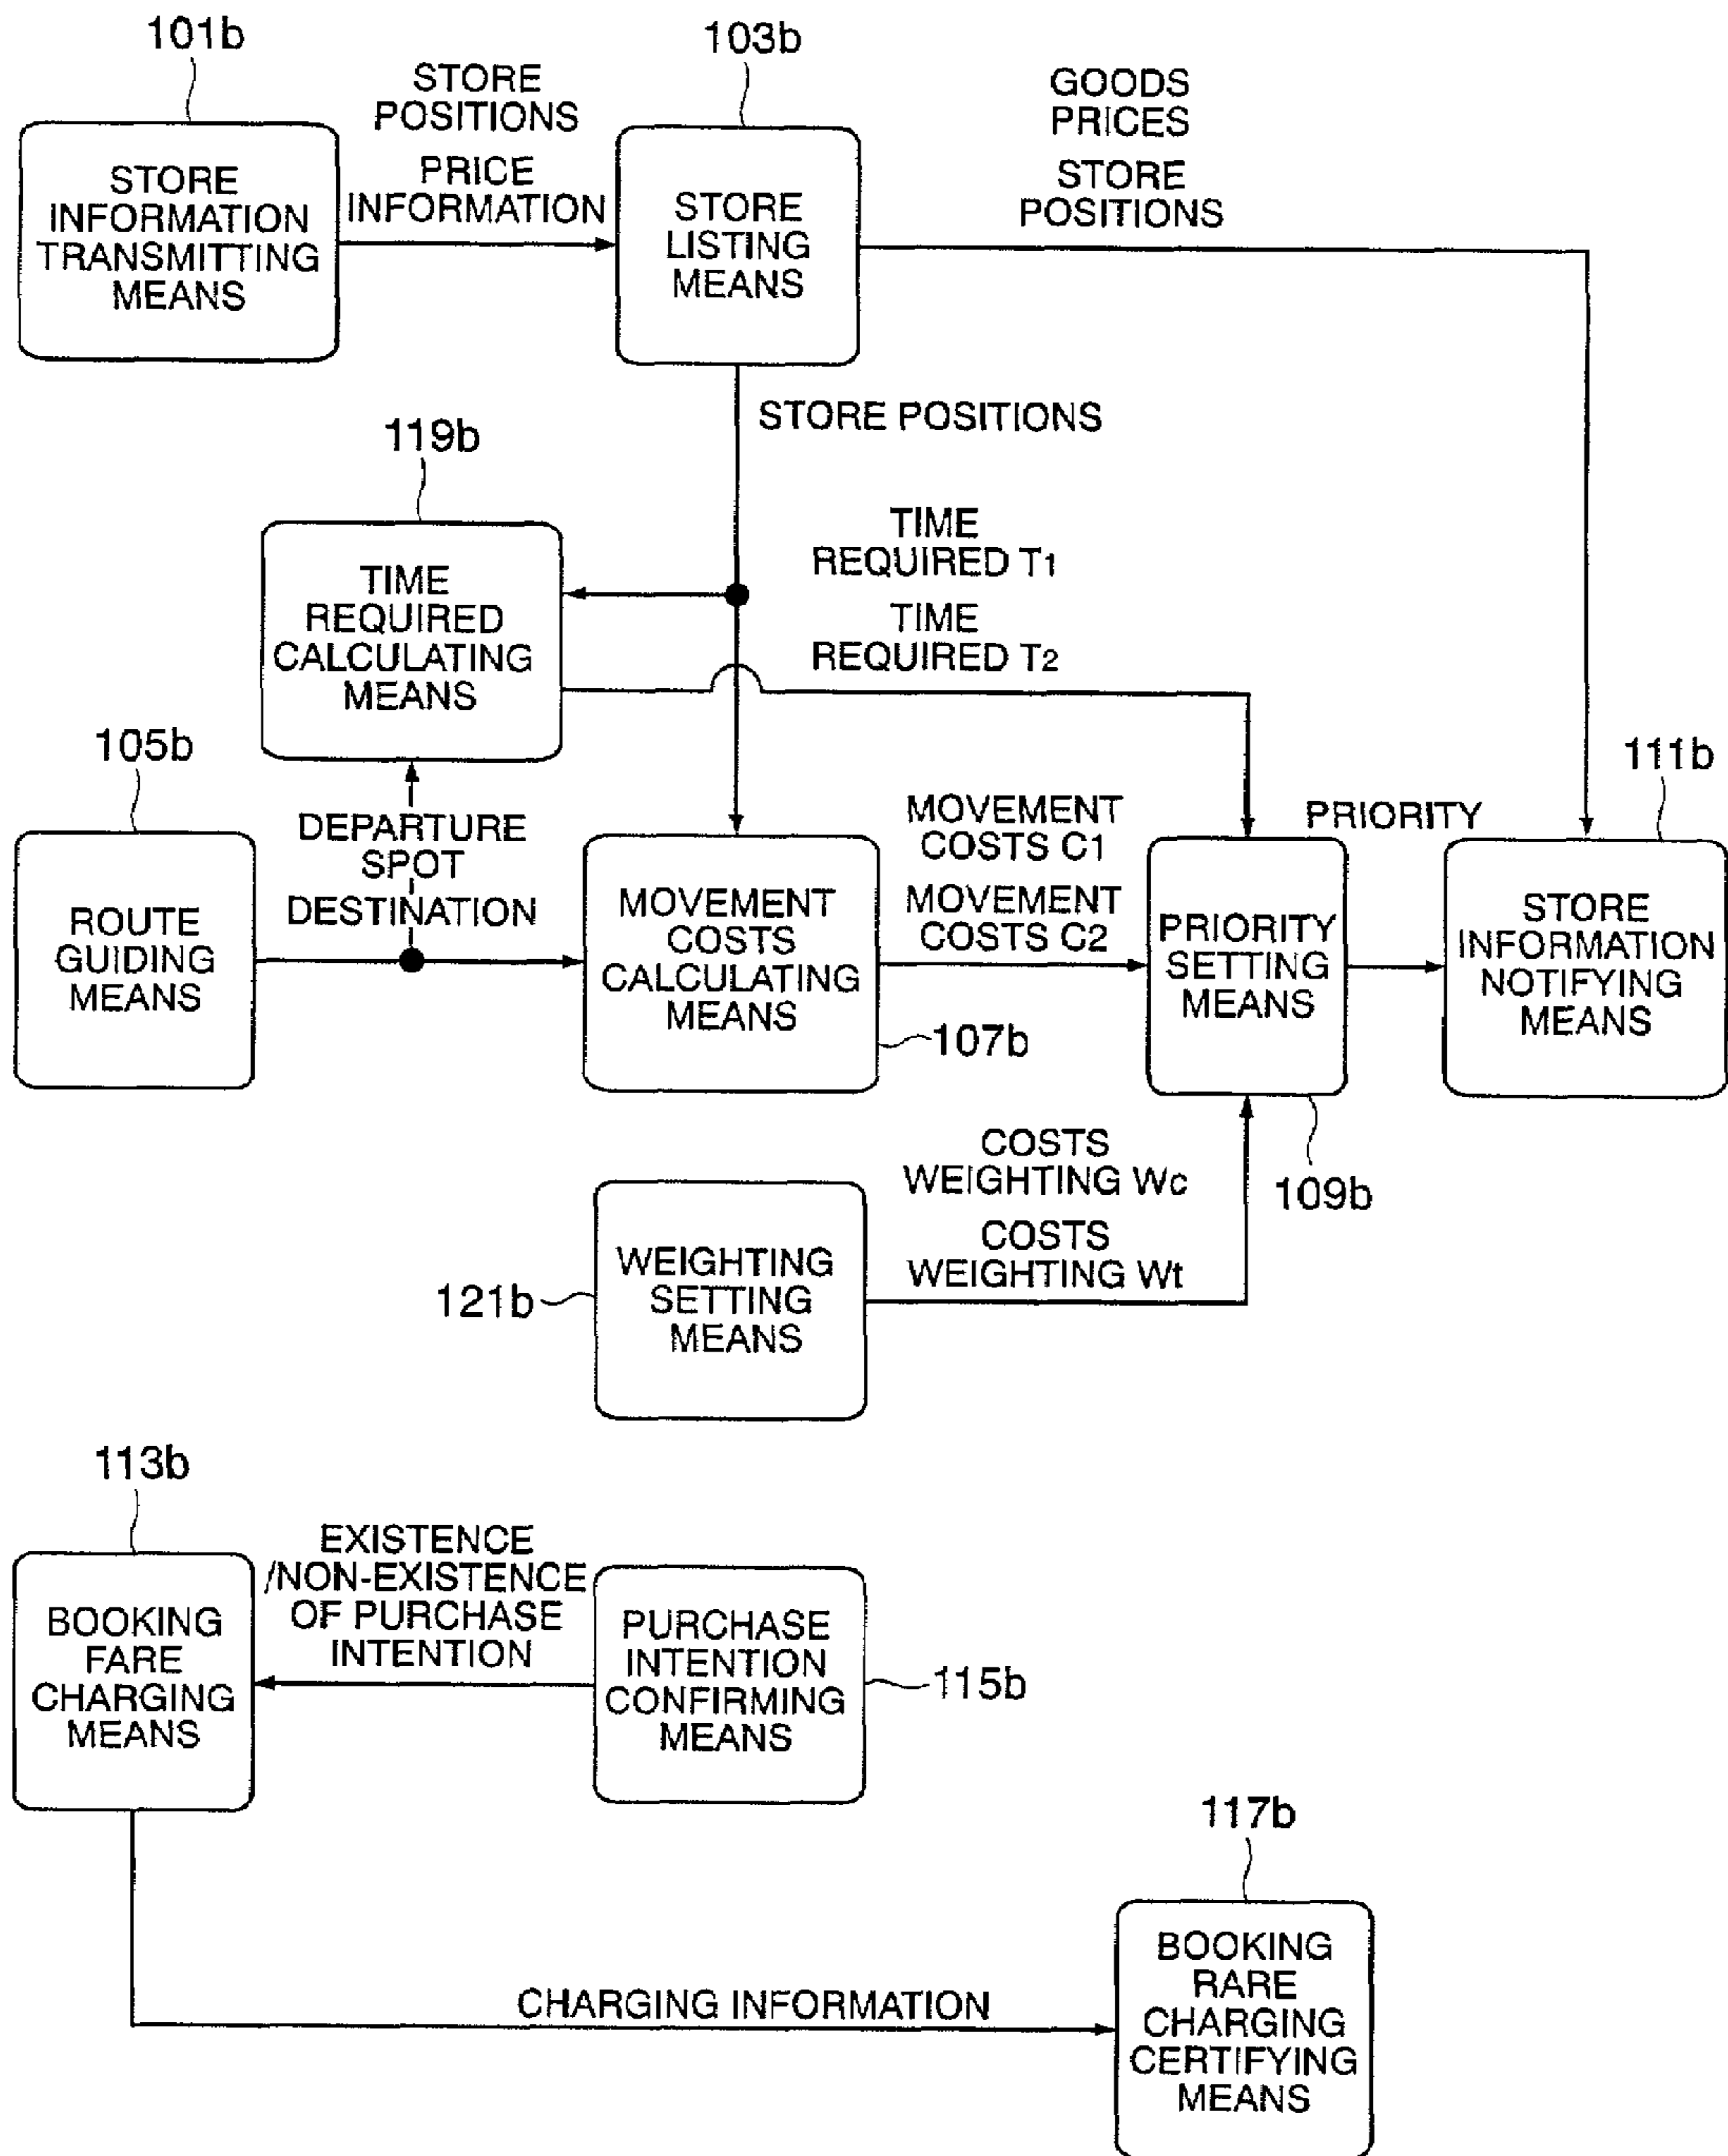 101b
STORE
POSITIONS
PRICE
INFORMATION
103b
GOODS
PRICES
STORE
POSITIONS
STORE
INFORMATION
TRANSMITTING
MEANS
STORE
LISTING
MEANS
STORE POSITIONS
119b
TIME
REQUIRED
CALCULATING
MEANS
TIME
REQUIRED T1
TIME
REQUIRED T2
105b
DEPARTURE
SPOT
DESTINATION
ROUTE
GUIDING
MEANS
MOVEMENT
COSTS
CALCULATING
MEANS
107b
MOVEMENT
COSTS C1
MOVEMENT
COSTS C2
PRIORITY
SETTING
MEANS
109b
PRIORITY
111b
STORE
INFORMATION
NOTIFYING
MEANS
COSTS
WEIGHTING Wc
COSTS
WEIGHTING Wt
121b
WEIGHTING
SETTING
MEANS
113b
BOOKING
FARE
CHARGING
MEANS
EXISTENCE
/NON-EXISTENCE
OF PURCHASE
INTENTION
PURCHASE
INTENTION
CONFIRMING
MEANS
115b
117b
CHARGING INFORMATION
BOOKING
RARE
CHARGING
CERTIFYING
MEANS